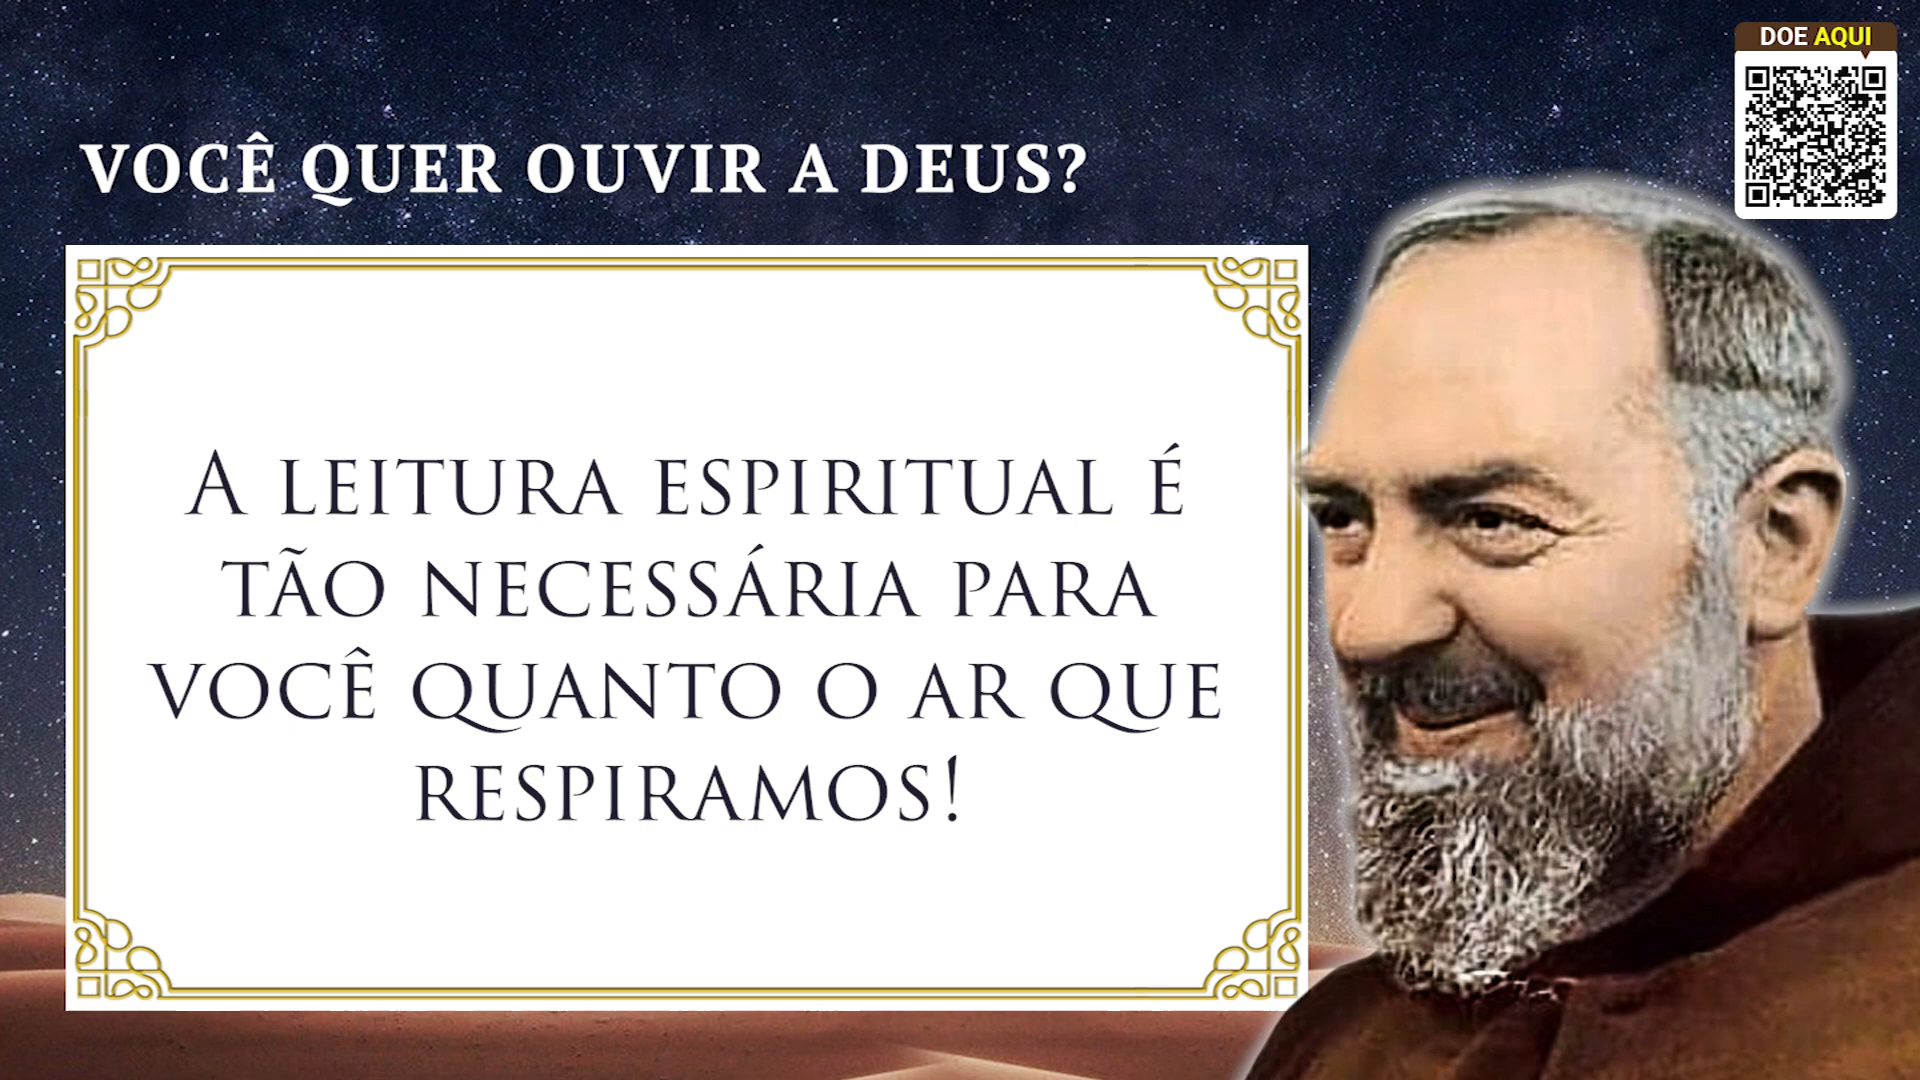 DOE AQUI
VOCÊ QUER OUVIR A DEUS?
A LEITURA ESPIRITUAL É
TÃO NECESSÁRIA PARA
VOCÊ QUANTO O AR QUE
RESPIRAMOS!